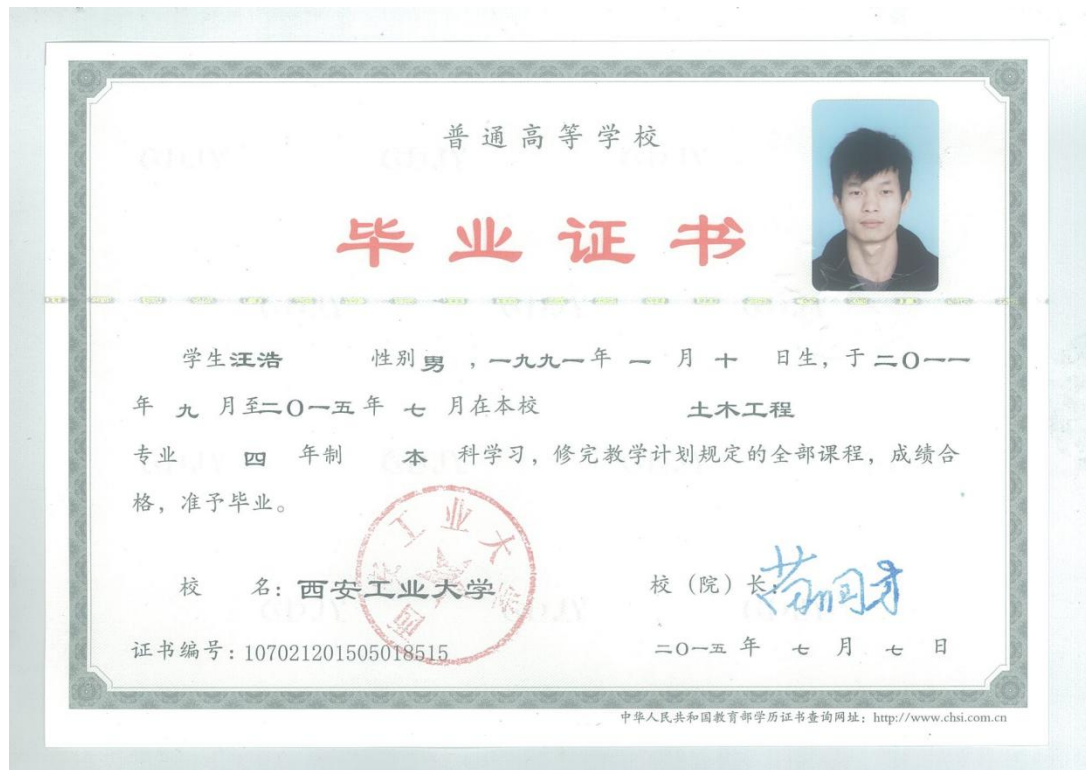 普通高等学校
毕业证书
学生汪浩 性别男，一九九一年 一 月 十 日生，于二〇一一
年 九 月至二〇一五年 七 月在本校 土木工程
专业 四 年制 本 科学习，修完教学计划规定的全部课程，成绩合
格，准予毕业。
校 名：西安工业大学 校（院）长：
证书编号：107021201505018515 二〇一五 年 七 月 七 日
中华人民共和国教育部学历证书查询网址：http://www.chsi.com.cn